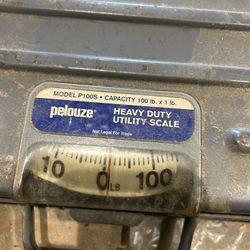 MODEL P100S • CAPACITY 100 lb. x 1 lb.
pelouze® HEAVY DUTY
UTILITY SCALE
Not Legal For Trade
10 0 100
LB